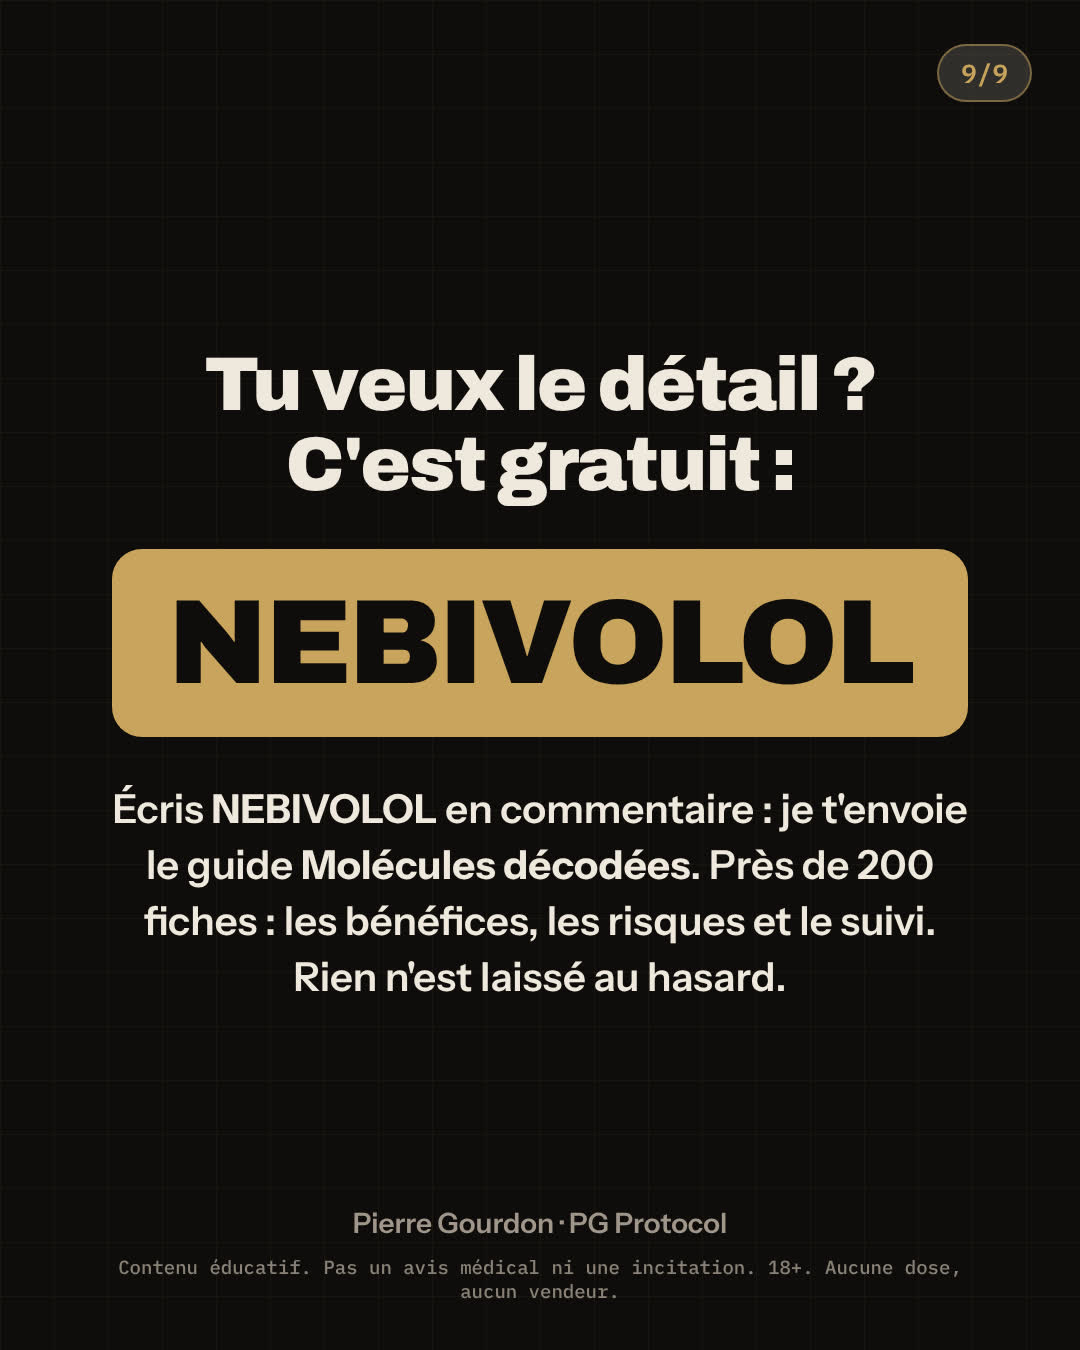 9/9
Tu veux le détail ?
C'est gratuit :
NEBIVOLOL
Écris NEBIVOLOL en commentaire : je t'envoie
le guide Molécules décodées. Près de 200
fiches : les bénéfices, les risques et le suivi.
Rien n'est laissé au hasard.
Pierre Gourdon · PG Protocol
Contenu éducatif. Pas un avis médical ni une incitation. 18+. Aucune dose,
aucun vendeur.